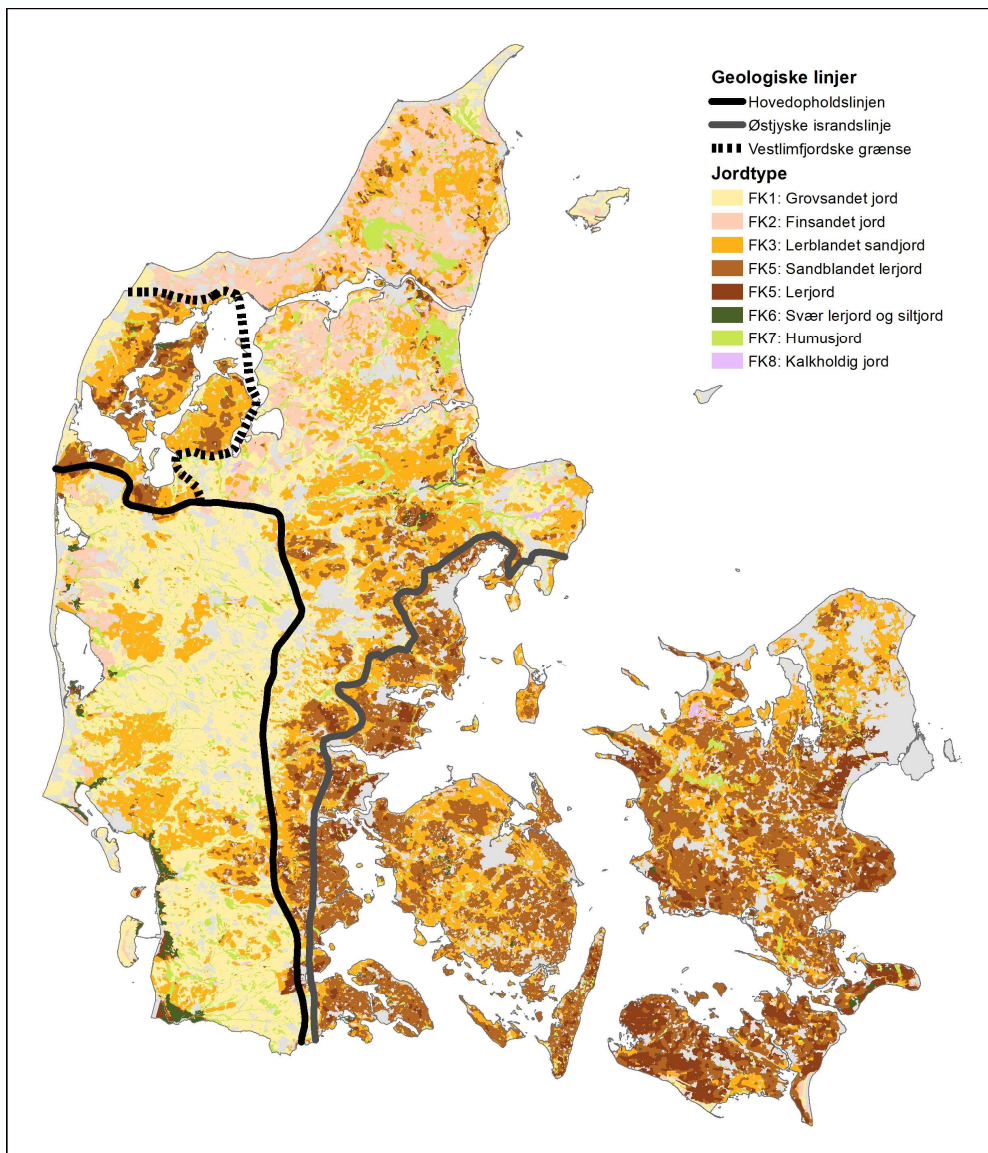 Geologiske linjer
Hovedopholdslinjen
Østjyske israndslinje
Vestlimfjordske grænse
Jordtype
FK1: Grovsandet jord
FK2: Finsandet jord
FK3: Lerblandet sandjord
FK5: Sandblandet lerjord
FK5: Lerjord
FK6: Svær lerjord og siltjord
FK7: Humusjord
FK8: Kalkholdig jord